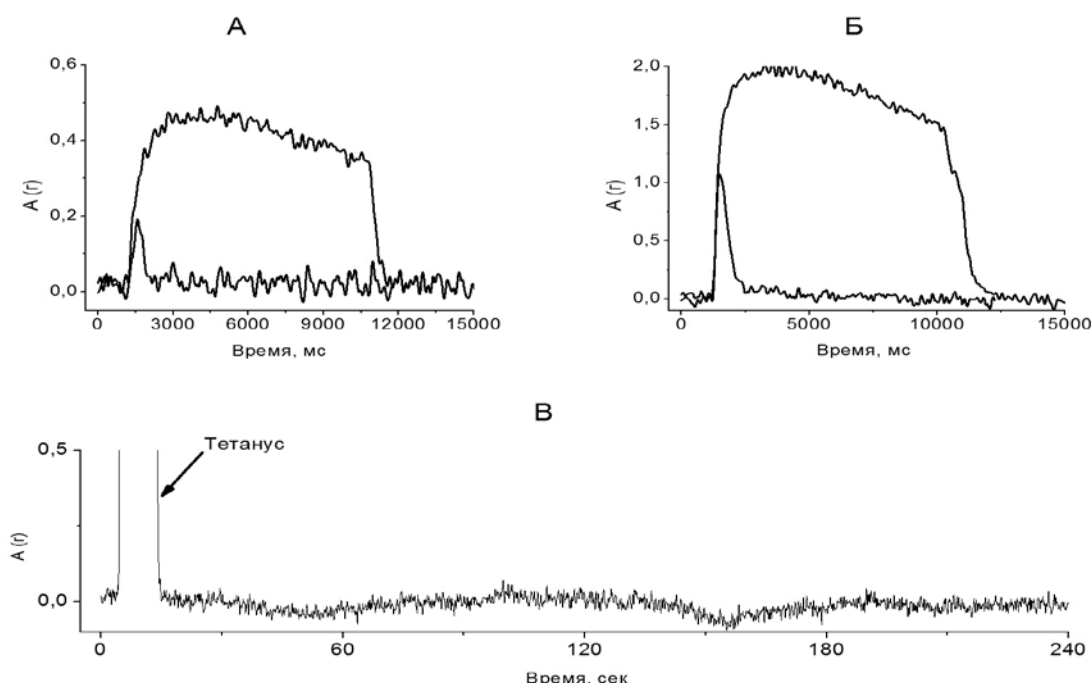 А
0,6
0,4
0,2
0,0
А (г)
0
3000
6000
9000
12000
15000
Время, мс
Б
2,0
1,5
1,0
0,5
0,0
А (г)
0
5000
10000
15000
Время, мс
В
0,5
0,0
А (г)
Тетанус
0
60
120
180
240
Время, сек